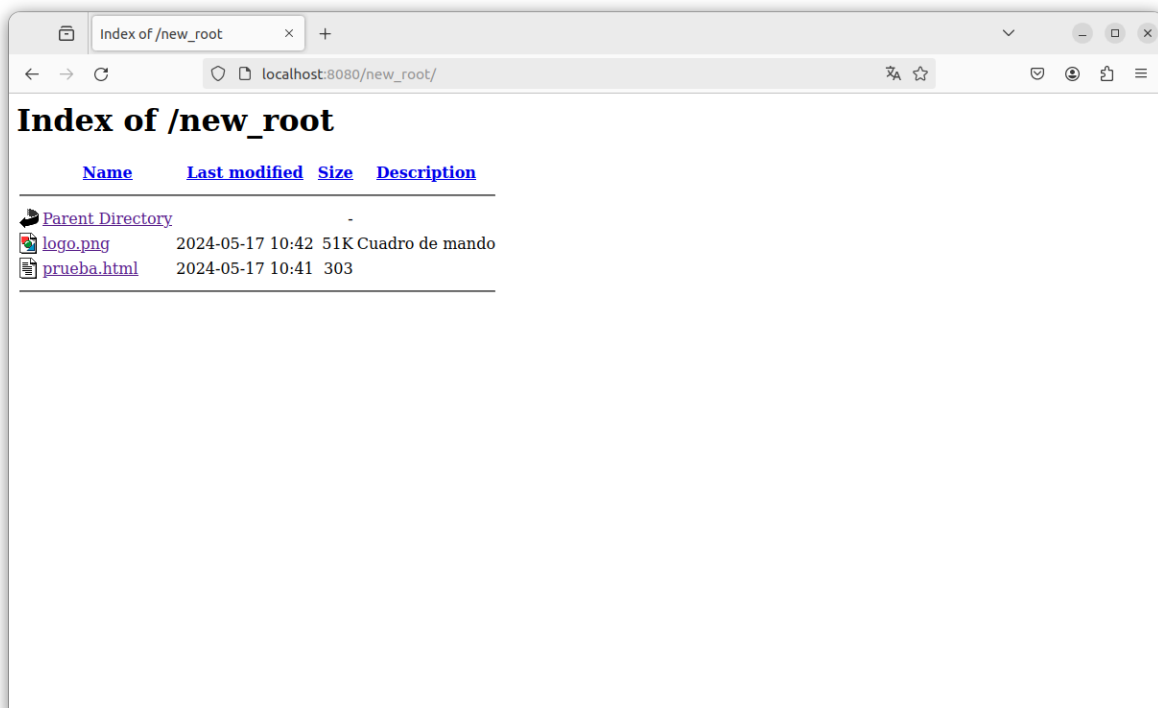 Index of /new_root
localhost:8080/new_root/
Index of /new_root
Name Last modified Size Description
Parent Directory -
logo.png 2024-05-17 10:42 51K Cuadro de mando
prueba.html 2024-05-17 10:41 303